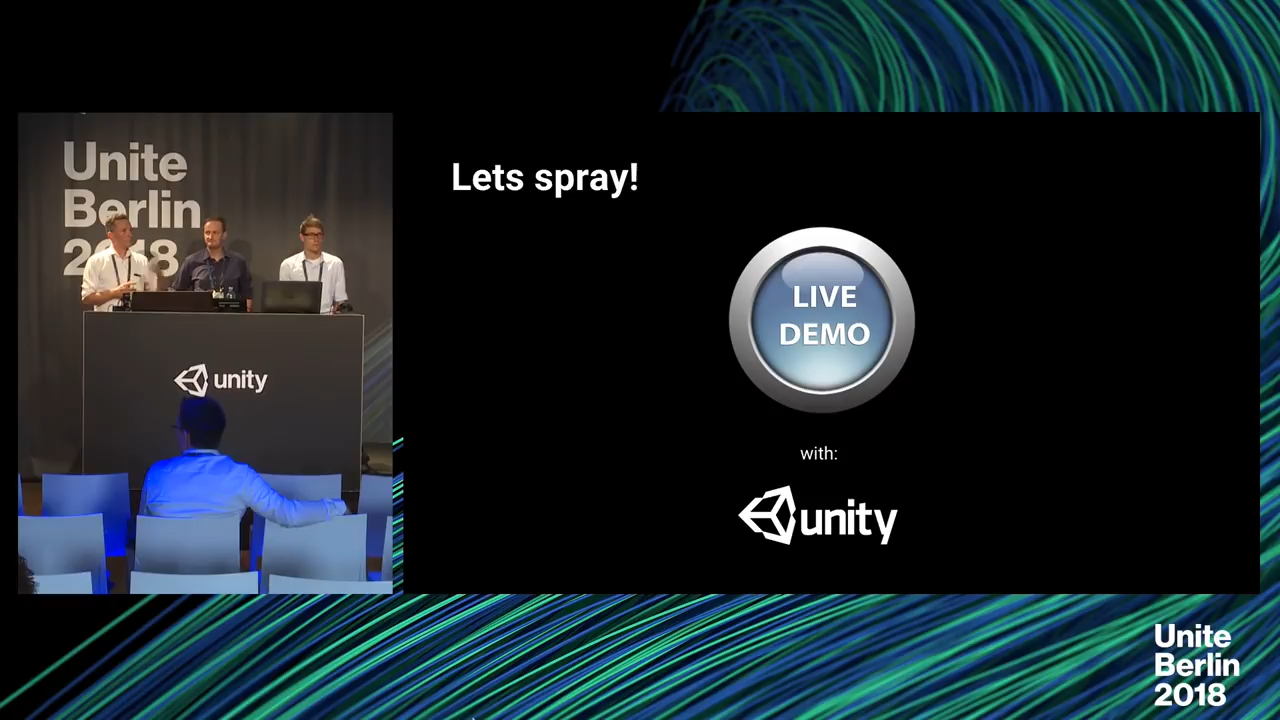 Unite
Berlin
2018
unity
Lets spray!
LIVE
DEMO
with:
unity
Unite
Berlin
2018